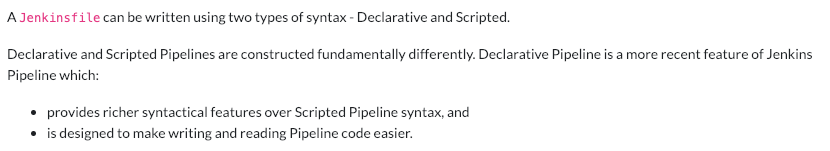 A Jenkinsfile can be written using two types of syntax - Declarative and Scripted.
Declarative and Scripted Pipelines are constructed fundamentally differently. Declarative Pipeline is a more recent feature of Jenkins
Pipeline which:
• provides richer syntactical features over Scripted Pipeline syntax, and
• is designed to make writing and reading Pipeline code easier.